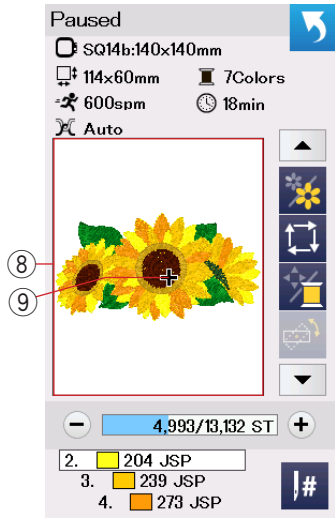 Paused
SQ14b:140x140mm
114x60mm 7Colors
600spm 18min
Auto
8
9
4,993/13,132 ST
2. 204 JSP
3. 239 JSP
4. 273 JSP
#